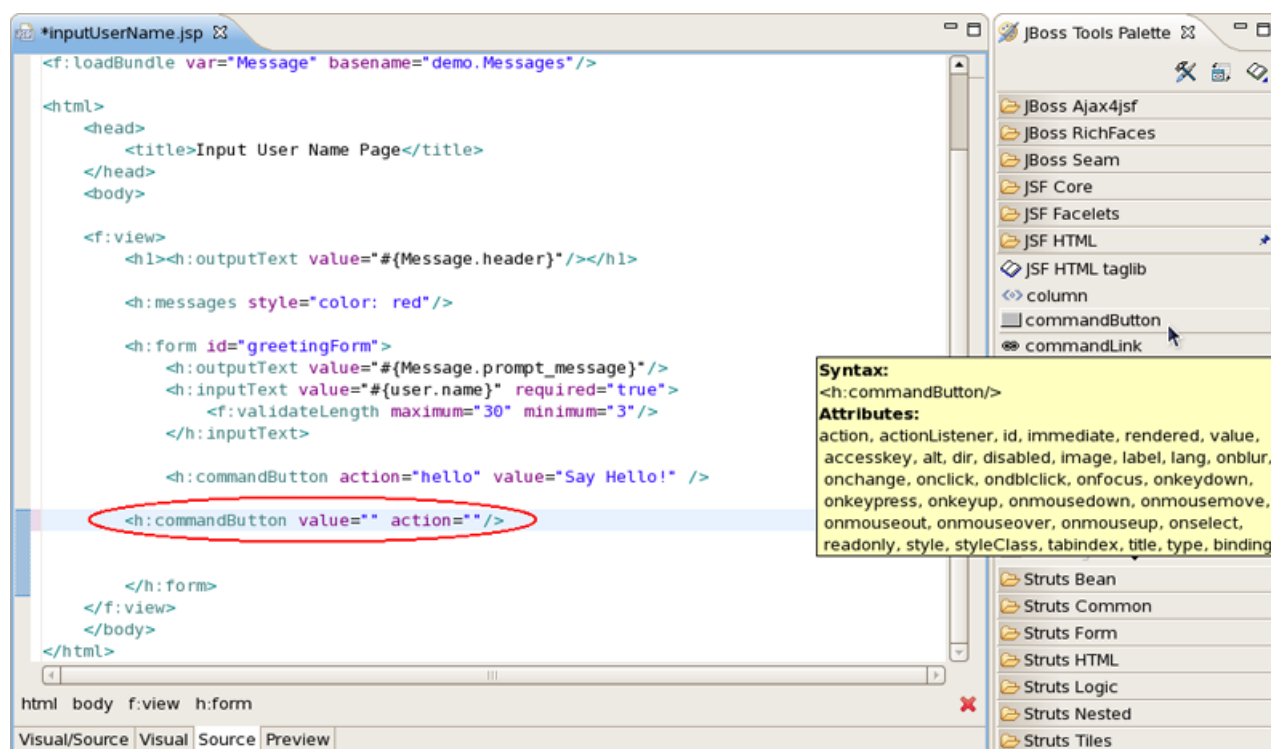 *inputUserName.jsp
<f:loadBundle var="Message" basename="demo.Messages"/>
<html>
<head>
<title>Input User Name Page</title>
</head>
<body>
<f:view>
<h1><h:outputText value="#{Message.header}"/></h1>
<h:messages style="color: red"/>
<h:form id="greetingForm">
<h:outputText value="#{Message.prompt_message}"/>
<h:inputText value="#{user.name}" required="true">
<f:validateLength maximum="30" minimum="3"/>
</h:inputText>
<h:commandButton action="hello" value="Say Hello!" />
<h:commandButton value="" action=""/>
</h:form>
</f:view>
</body>
</html>
html body f:view h:form
Visual/Source Visual Source Preview
JBoss Tools Palette
JBoss Ajax4jsf
JBoss RichFaces
JBoss Seam
JSF Core
JSF Facelets
JSF HTML
JSF HTML taglib
column
commandButton
commandLink
Syntax:
<h:commandButton/>
Attributes:
action, actionListener, id, immediate, rendered, value,
accesskey, alt, dir, disabled, image, label, lang, onblur,
onchange, onclick, ondblclick, onfocus, onkeydown,
onkeypress, onkeyup, onmousedown, onmousemove,
onmouseout, onmouseover, onmouseup, onselect,
readonly, style, styleClass, tabindex, title, type, binding
Struts Bean
Struts Common
Struts Form
Struts HTML
Struts Logic
Struts Nested
Struts Tiles